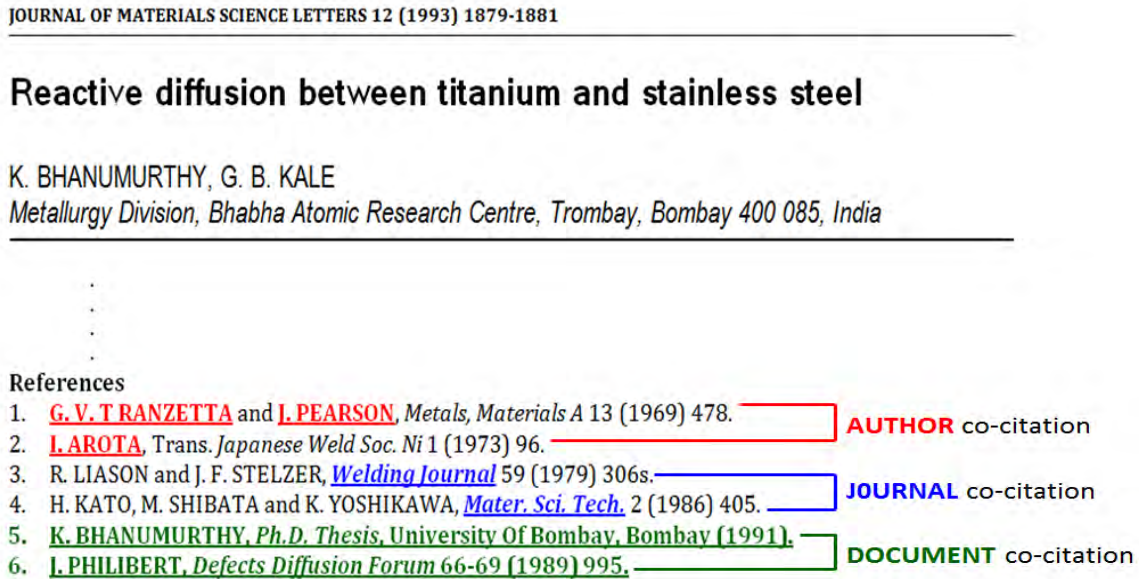 JOURNAL OF MATERIALS SCIENCE LETTERS 12 (1993) 1879-1881
Reactive diffusion between titanium and stainless steel
K. BHANUMURTHY, G. B. KALE
Metallurgy Division, Bhabha Atomic Research Centre, Trombay, Bombay 400 085, India
.
.
.
.
References
1. G. V. T RANZETTA and J. PEARSON, Metals, Materials A 13 (1969) 478.
AUTHOR co-citation
2. I. AROTA, Trans. Japanese Weld Soc. Ni 1 (1973) 96.
3. R. LIASON and J. F. STELZER, Welding Journal 59 (1979) 306s.
J0URNAL co-citation
4. H. KATO, M. SHIBATA and K. YOSHIKAWA, Mater. Sci. Tech. 2 (1986) 405.
5. K. BHANUMURTHY, Ph.D. Thesis, University Of Bombay, Bombay (1991).
DOCUMENT co-citation
6. J. PHILIBERT, Defects Diffusion Forum 66-69 (1989) 995.